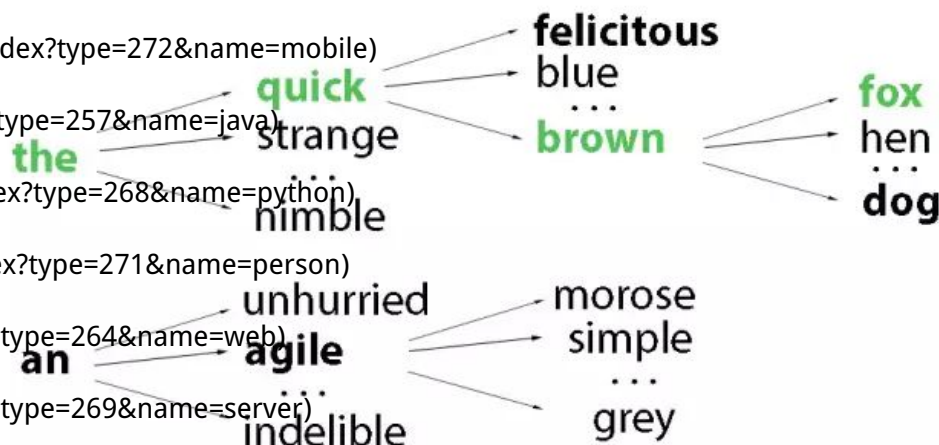 felicitous
dex?type=272&name=mobile)
blue
quick
...
fox
type=257&name=java)
strange
brown
hen
the
...
...
ex?type=268&name=python)
dog
nimble
ex?type=271&name=person)
unhurried
morose
type=264&name=web)
simple
an
agile
...
...
type=269&name=server)
grey
indelible